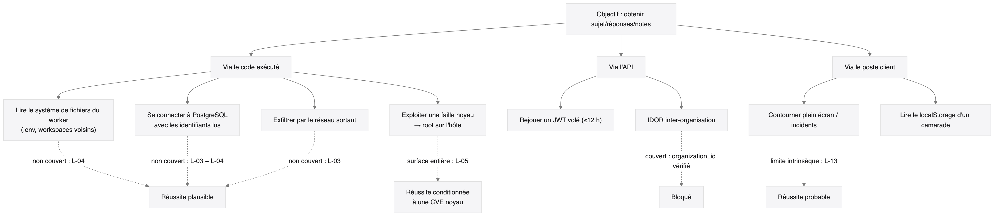 Objectif : obtenir
sujet/réponses/notes
Via le code exécuté
Via l'API
Via le poste client
Lire le système de fichiers du
worker
(.env, workspaces voisins)
Se connecter à PostgreSQL
avec les identifiants lus
Exfiltrer par le réseau sortant
Exploiter une faille noyau
→ root sur l'hôte
Rejouer un JWT volé (≤12 h)
IDOR inter-organisation
Contourner plein écran /
incidents
Lire le localStorage d'un
camarade
non couvert : L-04
non couvert : L-03 + L-04
non couvert : L-03
surface entière : L-05
couvert : organization_id
vérifié
limite intrinsèque : L-13
Réussite plausible
Réussite conditionnée
à une CVE noyau
Bloqué
Réussite probable